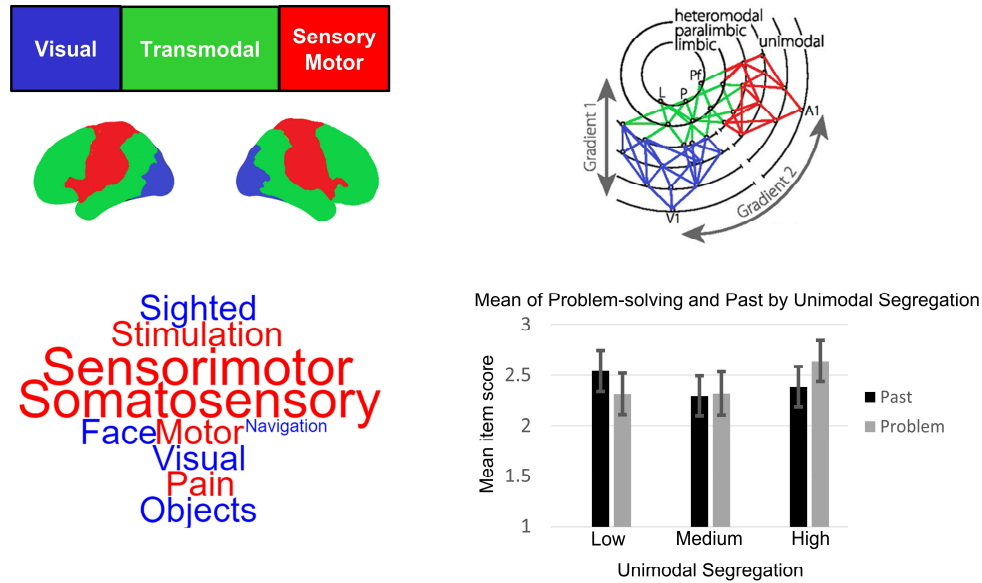 Visual
Transmodal
Sensory
Motor
heteromodal
paralimbic
limbic
unimodal
Pf
L
P
A1
Gradient 1
Gradient 2
V1
Sighted
Stimulation
Sensorimotor
Somatosensory
Face Motor Navigation
Visual
Pain
Objects
Mean of Problem-solving and Past by Unimodal Segregation
Mean item score
3
2.5
2
1.5
1
Low
Medium
High
Unimodal Segregation
Past
Problem